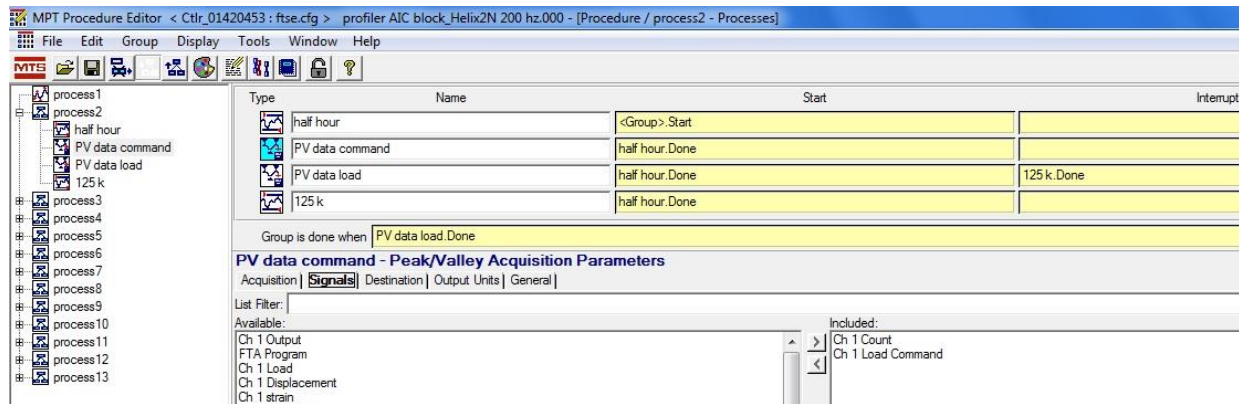 MPT Procedure Editor < Ctlr_01420453 : ftse.cfg > profiler AIC block_Helix2N 200 hz.000 - [Procedure / process2 - Processes]
File Edit Group Display Tools Window Help
MTS
process1
process2
half hour
PV data command
PV data load
125 k
process3
process4
process5
process6
process7
process8
process9
process10
process11
process12
process13
Type Name Start Interrupt
half hour <Group>.Start
PV data command half hour.Done
PV data load half hour.Done 125 k.Done
125 k half hour.Done
Group is done when PV data load.Done
PV data command - Peak/Valley Acquisition Parameters
Acquisition | Signals | Destination | Output Units | General |
List Filter:
Available: Included:
Ch 1 Output
FTA Program
Ch 1 Load
Ch 1 Displacement
Ch 1 strain
> Ch 1 Count
< Ch 1 Load Command